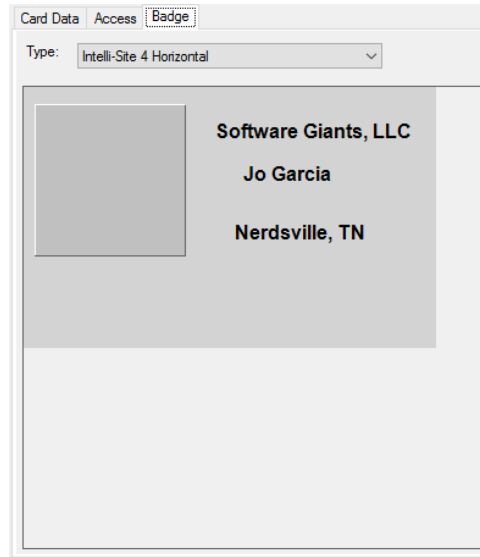 Card Data Access Badge
Type: Intelli-Site 4 Horizontal
Software Giants, LLC
Jo Garcia
Nerdsville, TN